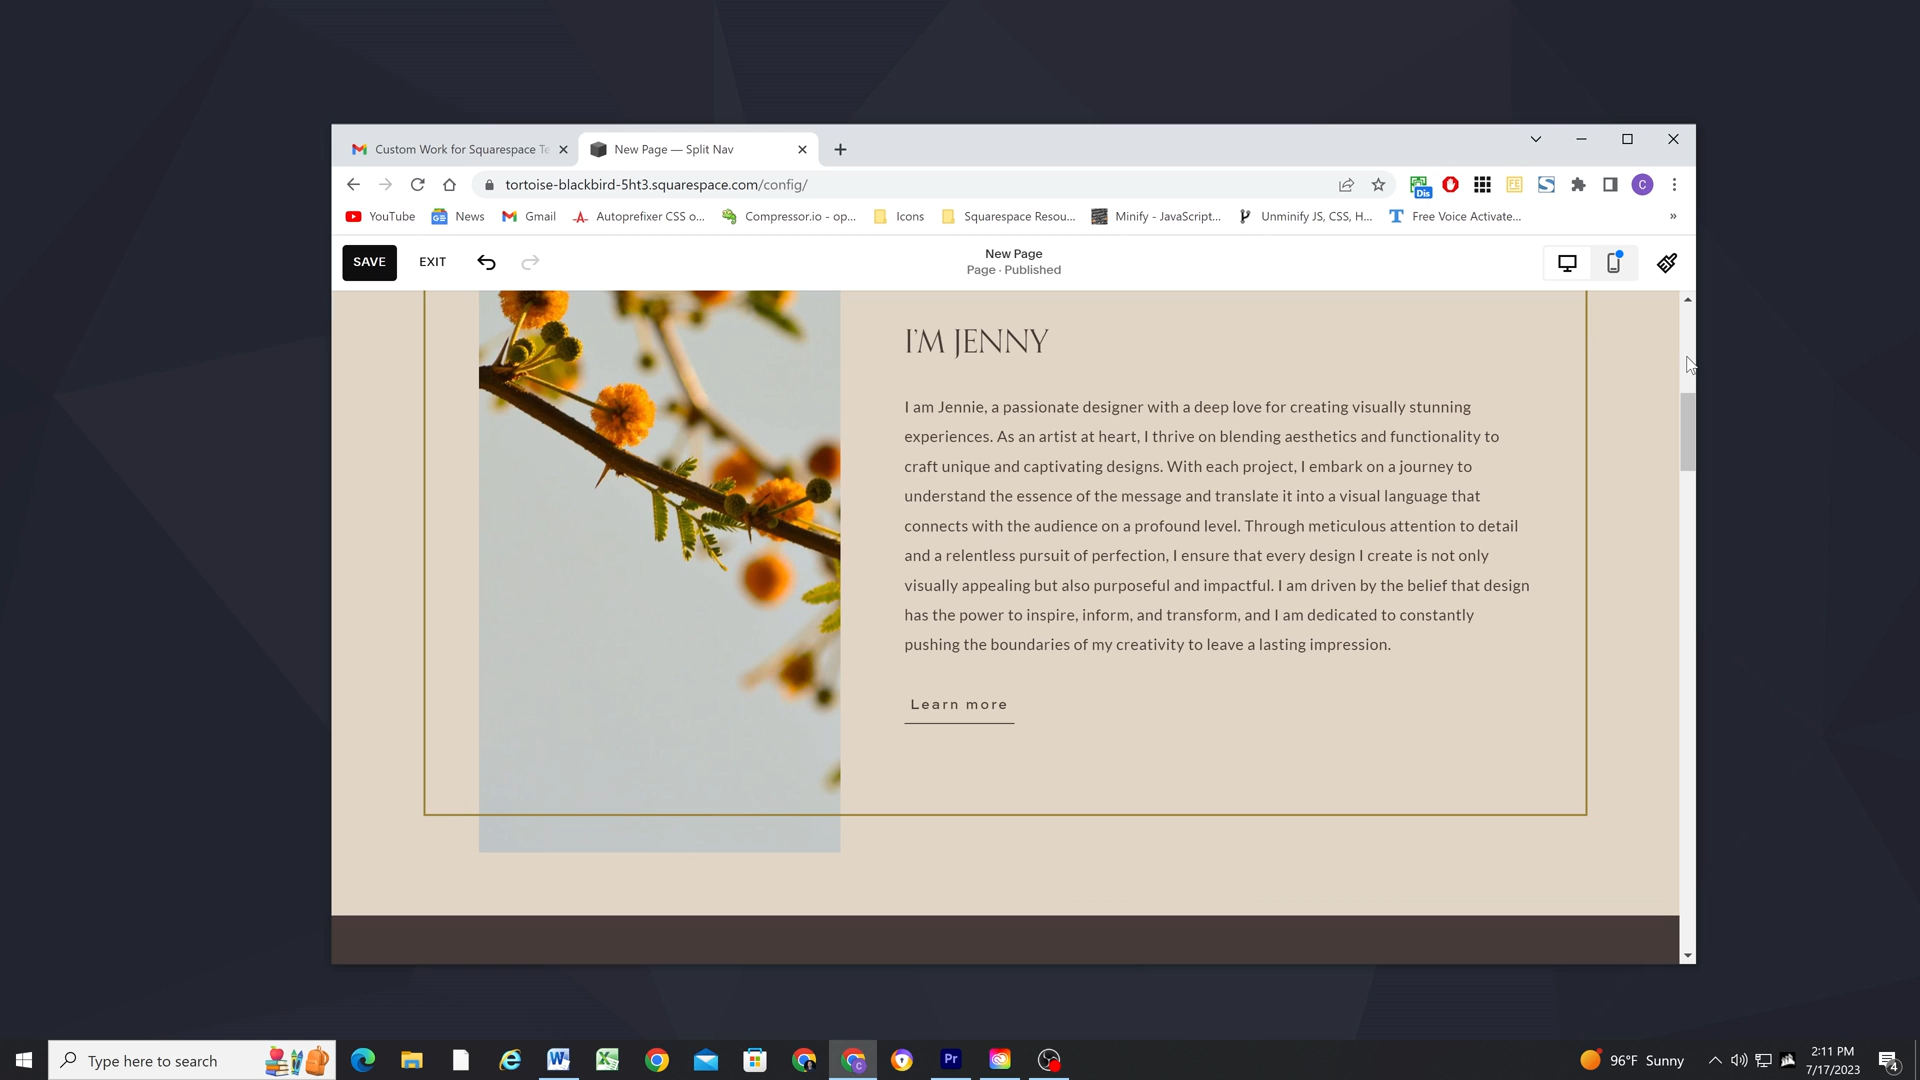 Custom Work for Squarespace Te
New Page — Split Nav
tortoise-blackbird-5ht3.squarespace.com/config/
Dis
FE
S
C
YouTube
News
Gmail
Autoprefixer CSS o...
Compressor.io - op...
Icons
Squarespace Resou...
Minify - JavaScript...
Unminify JS, CSS, H...
Free Voice Activate...
»
SAVE
EXIT
New Page
Page · Published
I'M JENNY
I am Jennie, a passionate designer with a deep love for creating visually stunning
experiences. As an artist at heart, I thrive on blending aesthetics and functionality to
craft unique and captivating designs. With each project, I embark on a journey to
understand the essence of the message and translate it into a visual language that
connects with the audience on a profound level. Through meticulous attention to detail
and a relentless pursuit of perfection, I ensure that every design I create is not only
visually appealing but also purposeful and impactful. I am driven by the belief that design
has the power to inspire, inform, and transform, and I am dedicated to constantly
pushing the boundaries of my creativity to leave a lasting impression.
Learn more
Type here to search
Pr
96°F Sunny
2:11 PM
7/17/2023
4